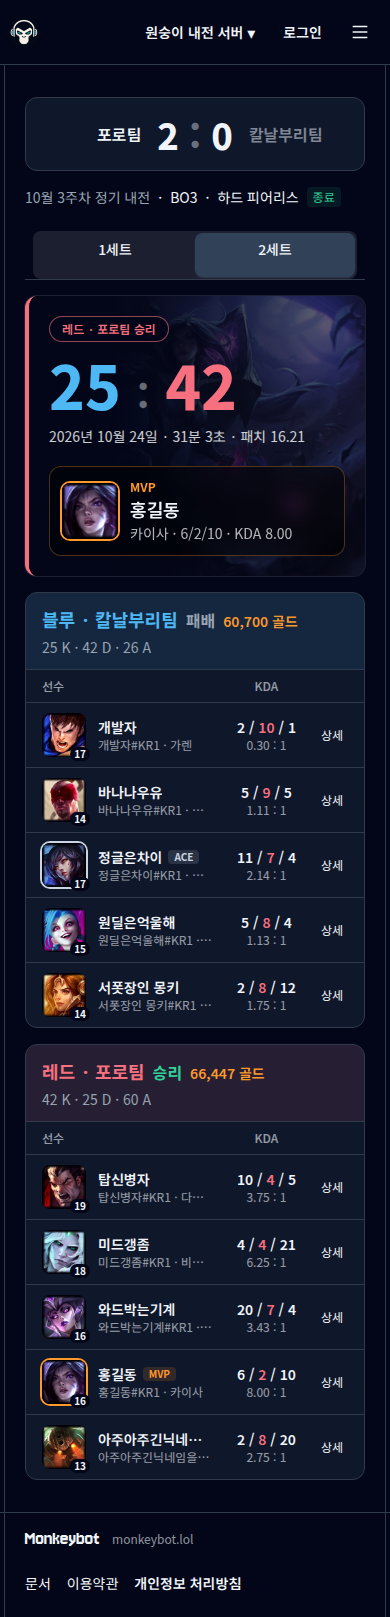 원숭이 내전 서버 ▾ 로그인
포로팀 2 : 0 칼날부리팀
10월 3주차 정기 내전 · BO3 · 하드 피어리스 종료
1세트 2세트
레드 · 포로팀 승리
25 : 42
2026년 10월 24일 · 31분 3초 · 패치 16.21
MVP
홍길동
카이사 · 6/2/10 · KDA 8.00
블루 · 칼날부리팀 패배 60,700 골드
25 K · 42 D · 26 A
선수 KDA
개발자 2 / 10 / 1 상세
17 개발자#KR1 · 가렌 0.30 : 1
바나나우유 5 / 9 / 5 상세
14 바나나우유#KR1 · ··· 1.11 : 1
정글은차이 ACE 11 / 7 / 4 상세
17 정글은차이#KR1 · ··· 2.14 : 1
원딜은억울해 5 / 8 / 4 상세
15 원딜은억울해#KR1 ···· 1.13 : 1
서폿장인 몽키 2 / 8 / 12 상세
14 서폿장인 몽키#KR1 ··· 1.75 : 1
레드 · 포로팀 승리 66,447 골드
42 K · 25 D · 60 A
선수 KDA
탑신병자 10 / 4 / 5 상세
19 탑신병자#KR1 · 다··· 3.75 : 1
미드갱좀 4 / 4 / 21 상세
18 미드갱좀#KR1 · 비··· 6.25 : 1
와드박는기계 20 / 7 / 4 상세
16 와드박는기계#KR1 ···· 3.43 : 1
홍길동 MVP 6 / 2 / 10 상세
16 홍길동#KR1 · 카이사 8.00 : 1
아주아주긴닉네··· 2 / 8 / 20 상세
13 아주아주긴닉네임을··· 2.75 : 1
Monkeybot monkeybot.lol
문서 이용약관 개인정보 처리방침